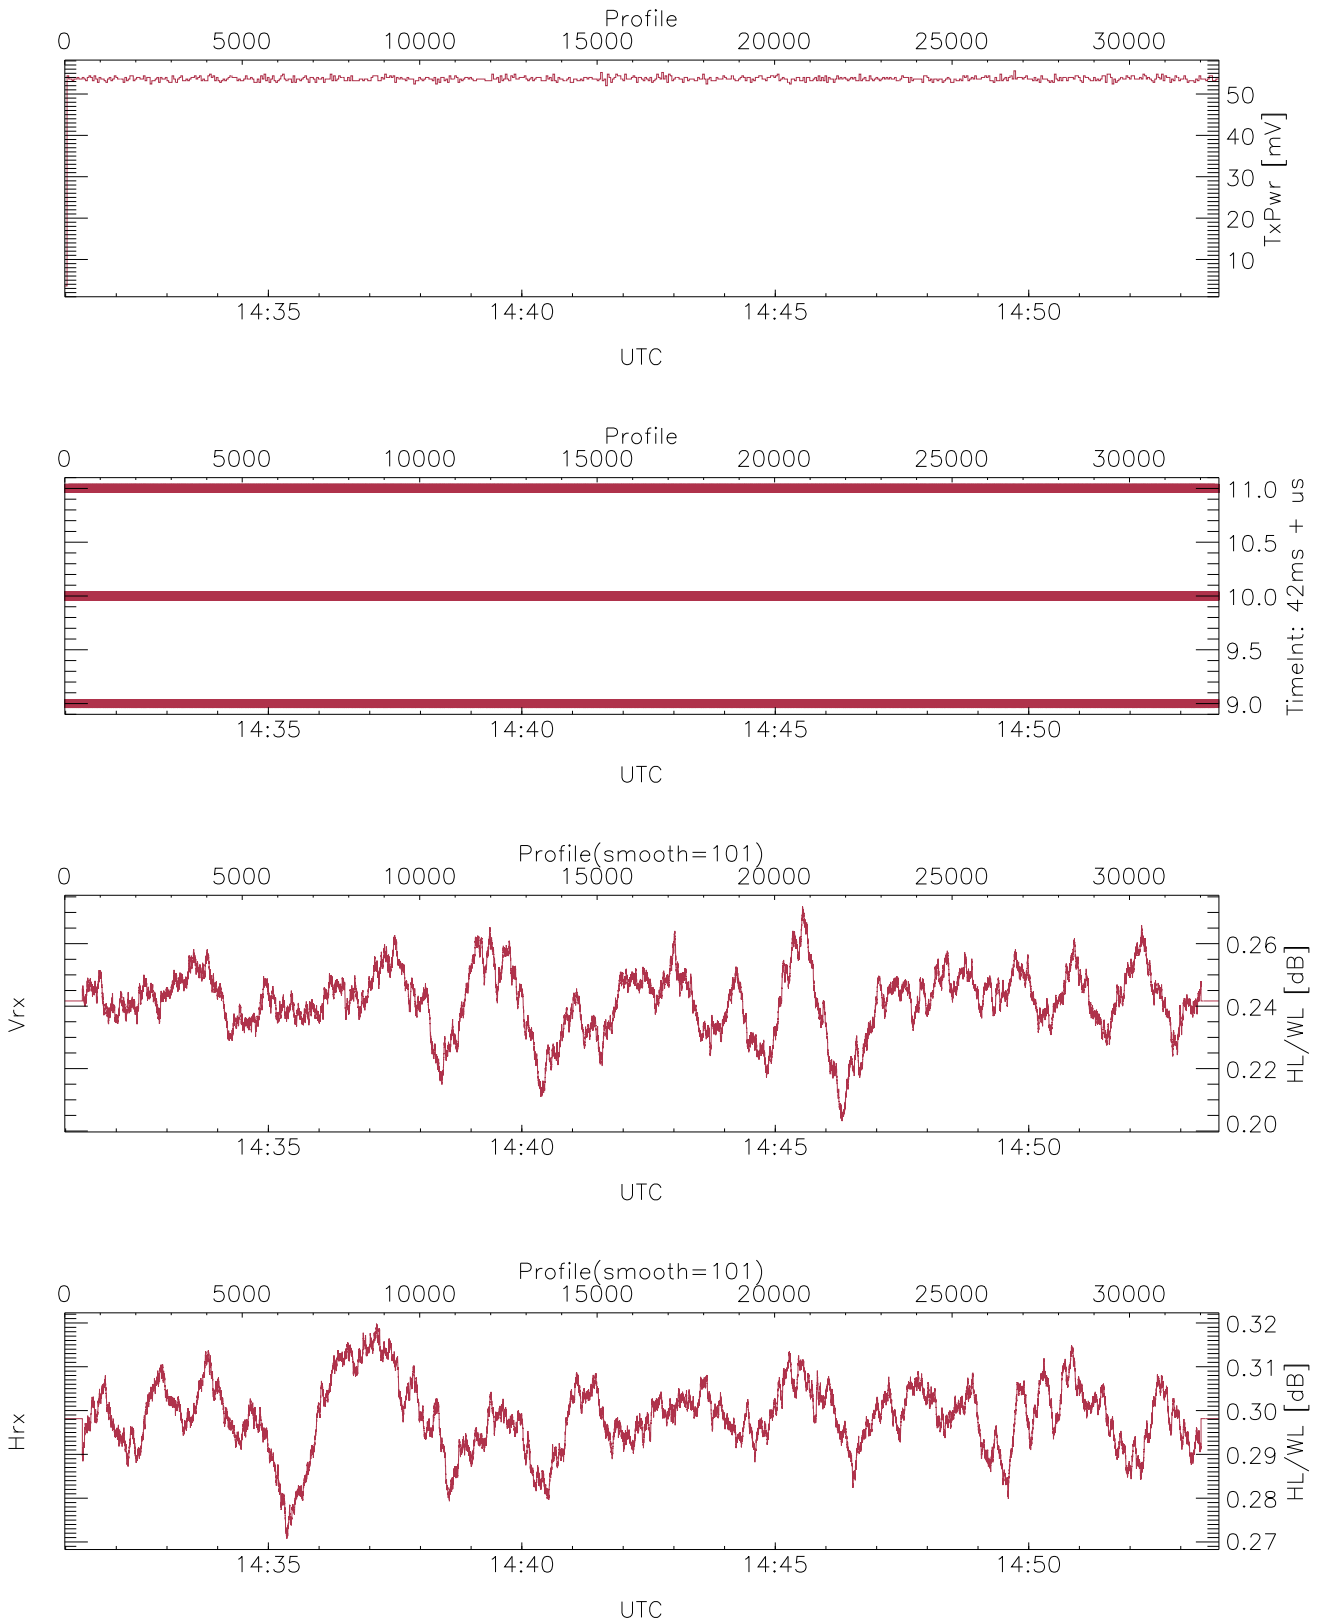 Profile
0 5000 10000 15000 20000 25000 30000
50
40
30
20
10
TxPwr [mV]
14:35 14:40 14:45 14:50
UTC
Profile
0 5000 10000 15000 20000 25000 30000
11.0
10.5
10.0
9.5
9.0
TimeInt: 42ms + us
14:35 14:40 14:45 14:50
UTC
Profile(smooth=101)
0 5000 10000 15000 20000 25000 30000
Vrx
0.26
0.24
0.22
0.20
HL/WL [dB]
14:35 14:40 14:45 14:50
UTC
Profile(smooth=101)
0 5000 10000 15000 20000 25000 30000
Hrx
0.32
0.31
0.30
0.29
0.28
0.27
HL/WL [dB]
14:35 14:40 14:45 14:50
UTC